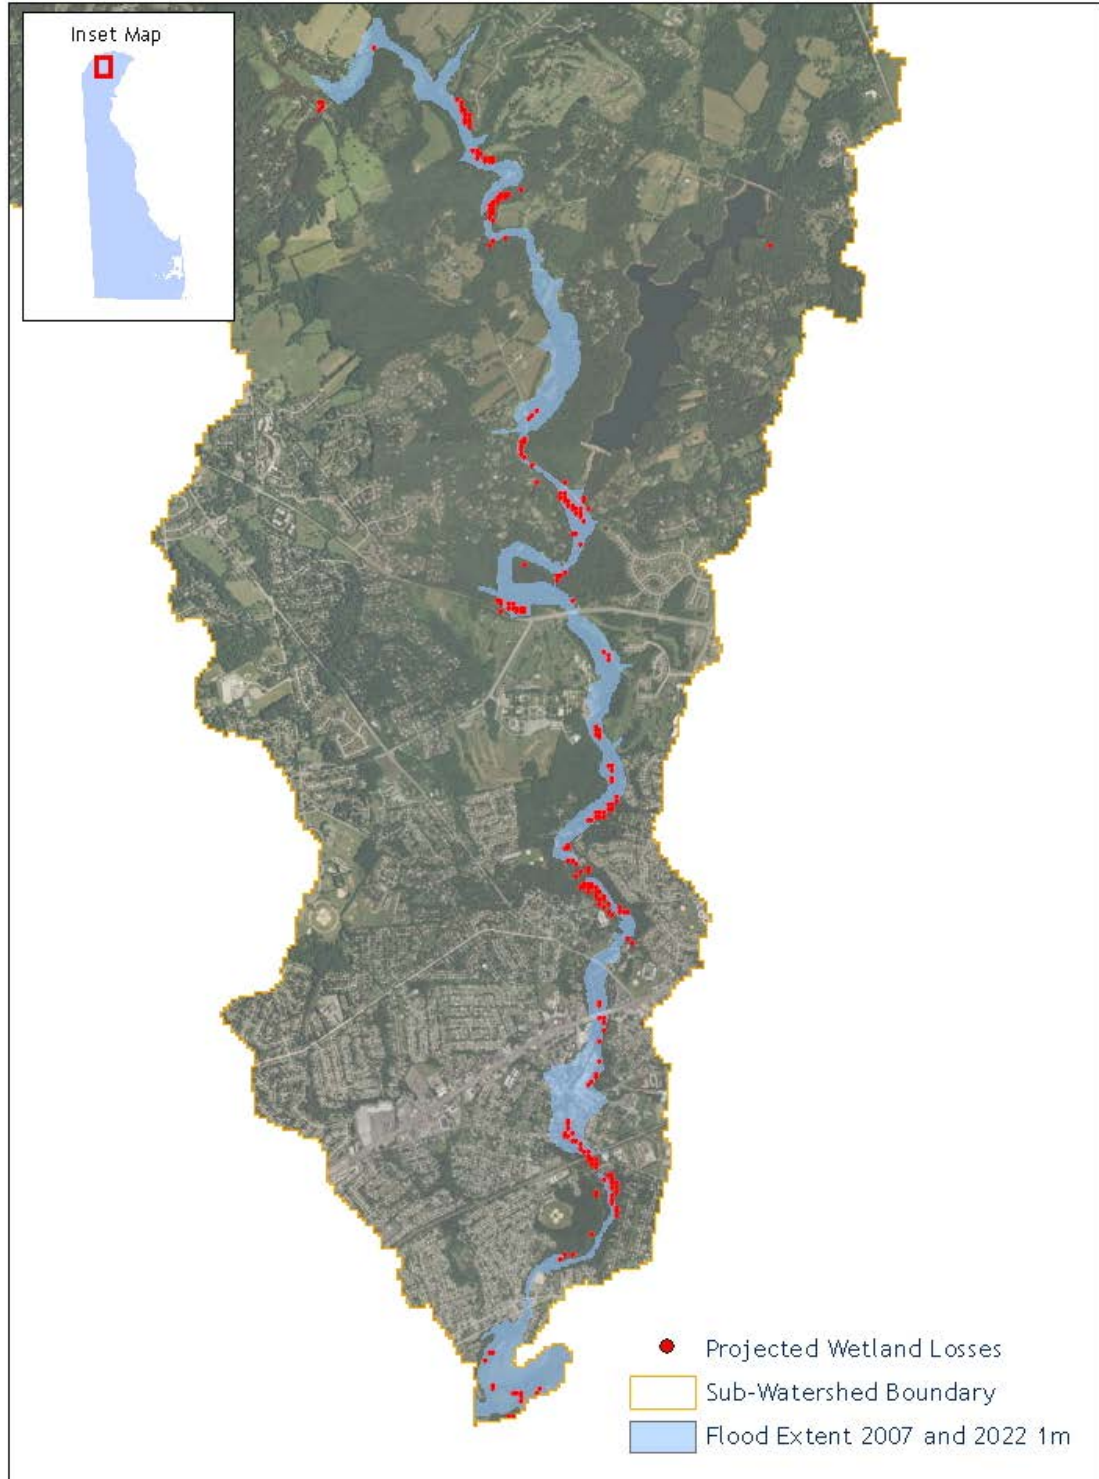 Inset Map
Projected Wetland Losses
Sub-Watershed Boundary
Flood Extent 2007 and 2022 1m